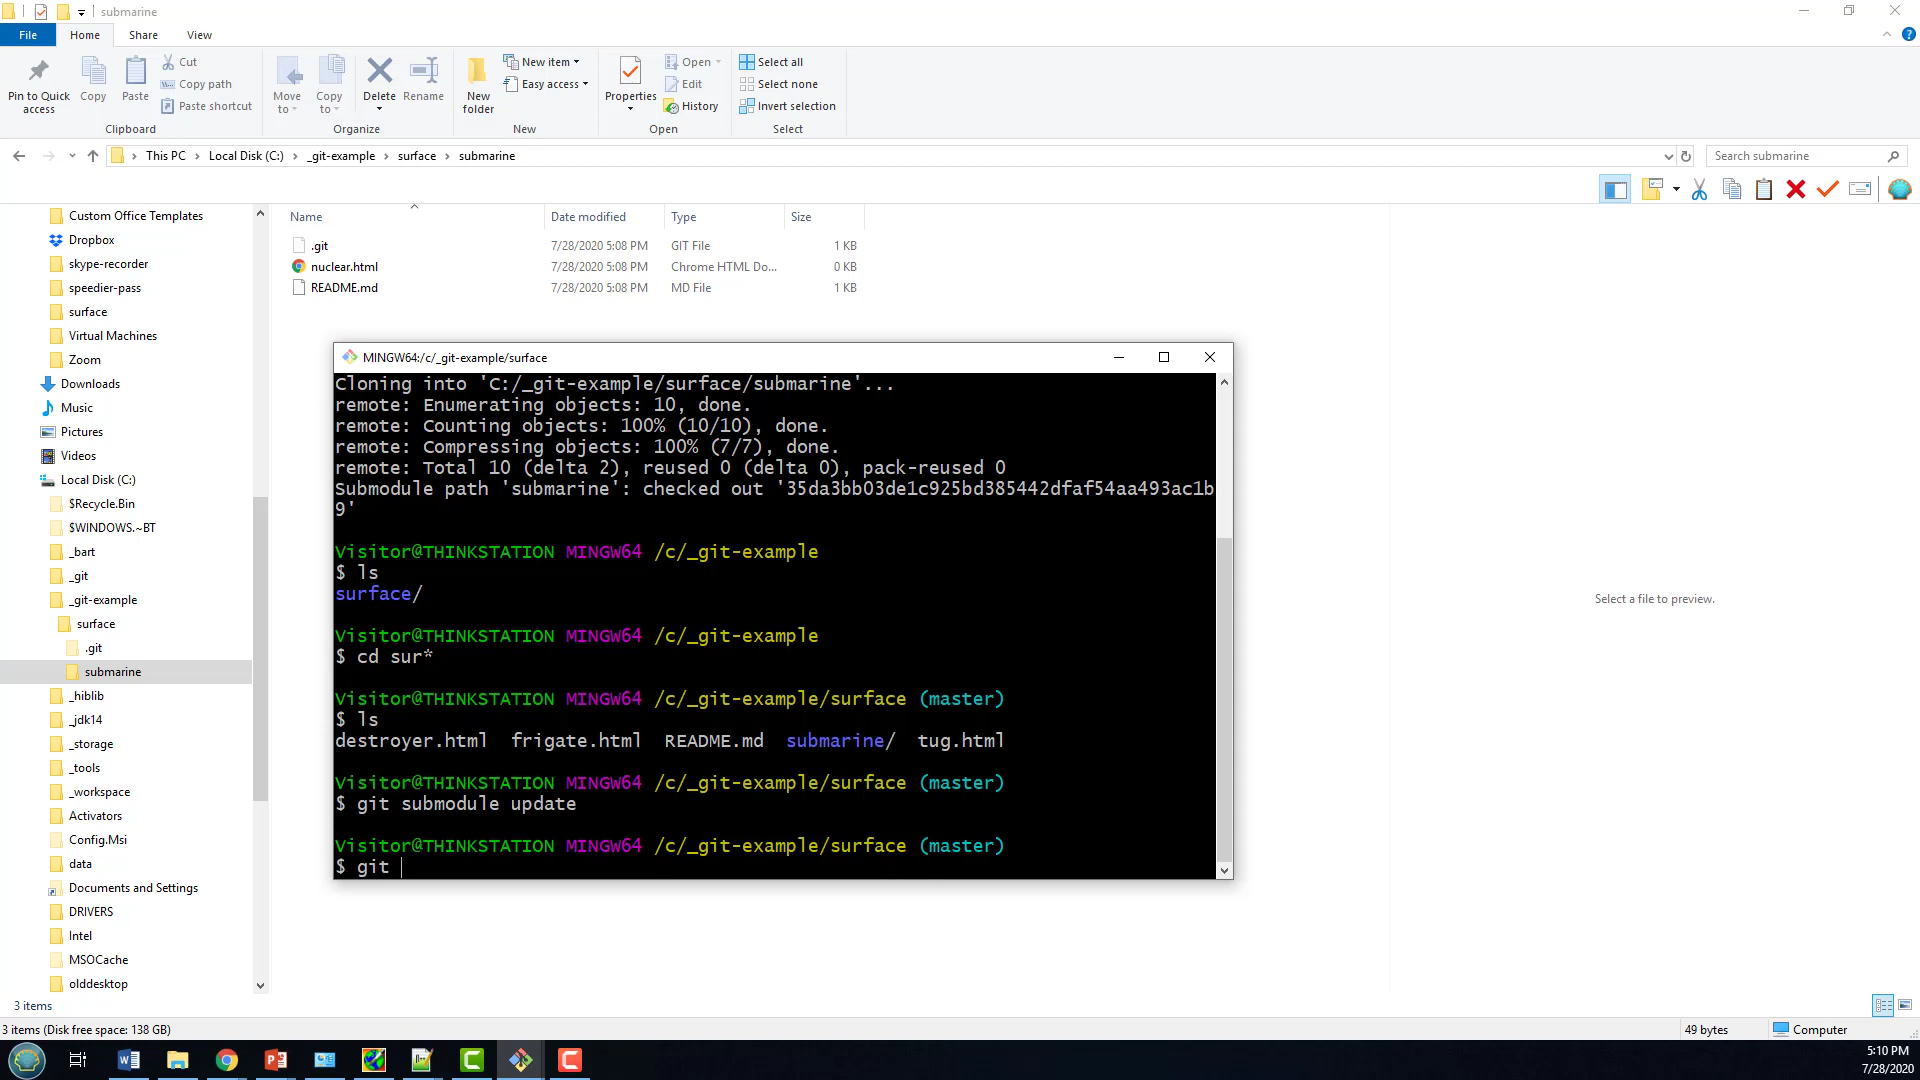 submarine
File Home Share View
Pin to Quick access
Copy
Paste
Cut
Copy path
Paste shortcut
Clipboard
Move to
Copy to
Delete
Rename
Organize
New folder
New item
Easy access
New
Properties
Open
Edit
History
Open
Select all
Select none
Invert selection
Select
This PC Local Disk (C:) _git-example surface submarine
Search submarine
Custom Office Templates
Dropbox
skype-recorder
speedier-pass
surface
Virtual Machines
Zoom
Downloads
Music
Pictures
Videos
Local Disk (C:)
$Recycle.Bin
$WINDOWS.~BT
_bart
_git
_git-example
surface
.git
submarine
_hiblib
_jdk14
_storage
_tools
_workspace
Activators
Config.Msi
data
Documents and Settings
DRIVERS
Intel
MSOCache
olddesktop
Name Date modified Type Size
.git 7/28/2020 5:08 PM GIT File 1 KB
nuclear.html 7/28/2020 5:08 PM Chrome HTML Do... 0 KB
README.md 7/28/2020 5:08 PM MD File 1 KB
MINGW64:/c/_git-example/surface
Cloning into 'C:/_git-example/surface/submarine'...
remote: Enumerating objects: 10, done.
remote: Counting objects: 100% (10/10), done.
remote: Compressing objects: 100% (7/7), done.
remote: Total 10 (delta 2), reused 0 (delta 0), pack-reused 0
Submodule path 'submarine': checked out '35da3bb03de1c925bd385442dfaf54aa493ac1b
9'
Visitor@THINKSTATION MINGW64 /c/_git-example
$ ls
surface/
Visitor@THINKSTATION MINGW64 /c/_git-example
$ cd sur*
Visitor@THINKSTATION MINGW64 /c/_git-example/surface (master)
$ ls
destroyer.html frigate.html README.md submarine/ tug.html
Visitor@THINKSTATION MINGW64 /c/_git-example/surface (master)
$ git submodule update
Visitor@THINKSTATION MINGW64 /c/_git-example/surface (master)
$ git
Select a file to preview.
3 items
3 items (Disk free space: 138 GB)
49 bytes
Computer
5:10 PM
7/28/2020